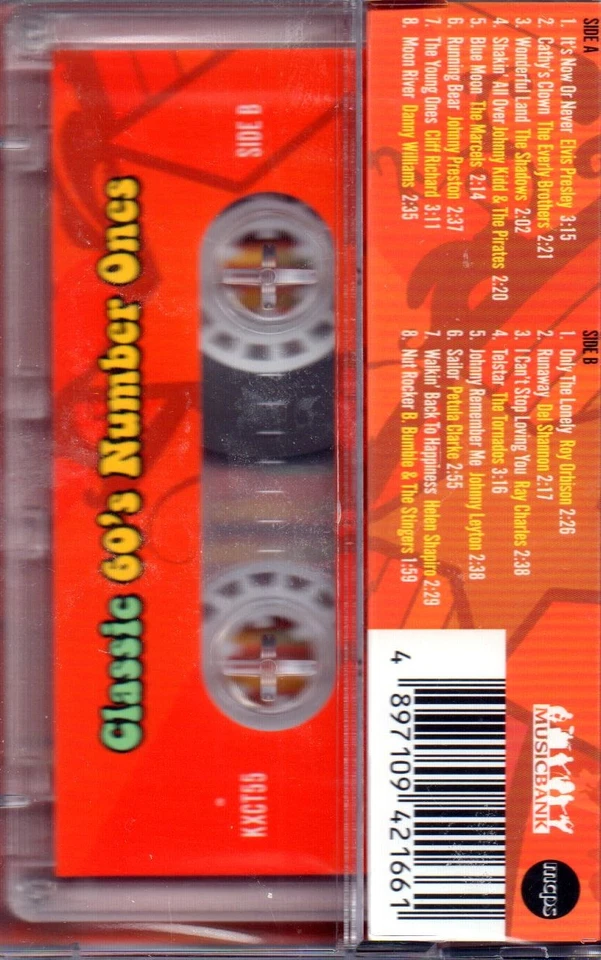 SIDE A
1. It's Now Or Never Elvis Presley 3:15
2. Cathy's Clown The Everly Brothers 2:21
3. Wonderful Land The Shadows 2:02
4. Shakin' All Over Johnny Kidd & The Pirates 2:20
5. Blue Moon The Marcels 2:14
6. Running Bear Johnny Preston 2:37
7. The Young Ones Cliff Richard 3:11
8. Moon River Danny Williams 2:35
SIDE B
1. Only The Lonely Roy Orbison 2:26
2. Runaway Del Shannon 2:17
3. I Can't Stop Loving You Ray Charles 2:38
4. Telstar The Tornados 3:16
5. Johnny Remember Me Johnny Leyton 2:38
6. Sailor Petula Clarke 2:55
7. Walkin' Back To Happiness Helen Shapiro 2:29
8. Nut Rocker B. Bumble & The Stingers 1:59
MUSICBANK
mcps
4 897109 421661
SIDE B
KXCT65
Classic 60's Number Ones